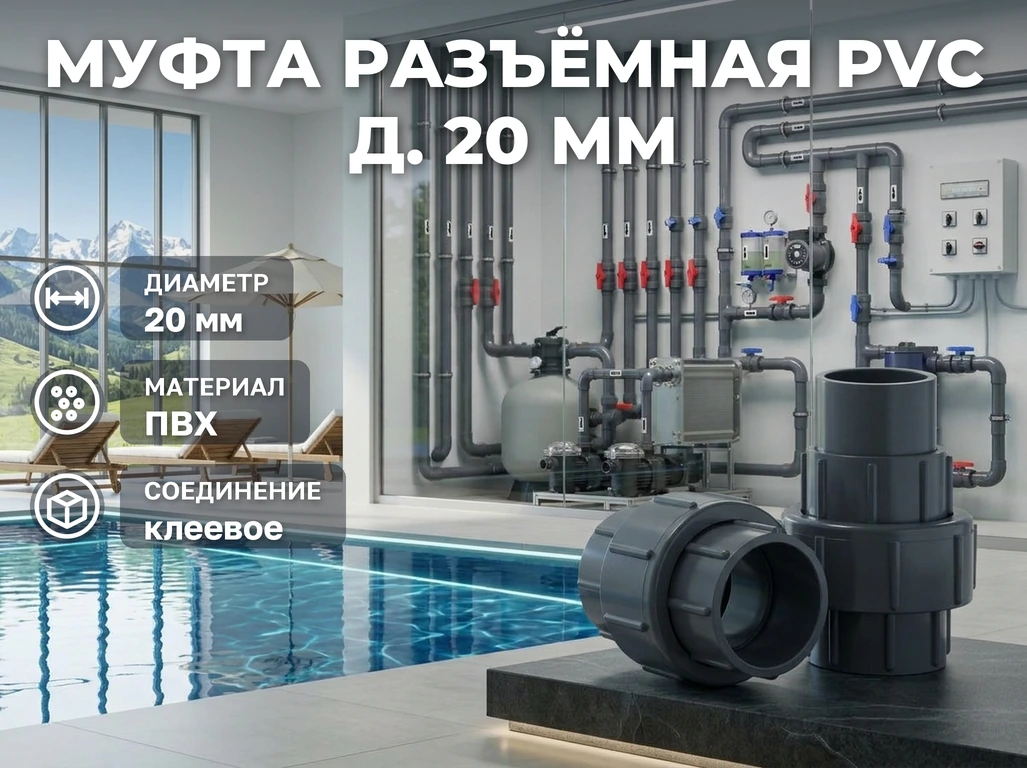 МУФТА РАЗЪЁМНАЯ PVC
Д. 20 ММ
ДИАМЕТР
20 мм
МАТЕРИАЛ
ПВХ
СОЕДИНЕНИЕ
клеевое